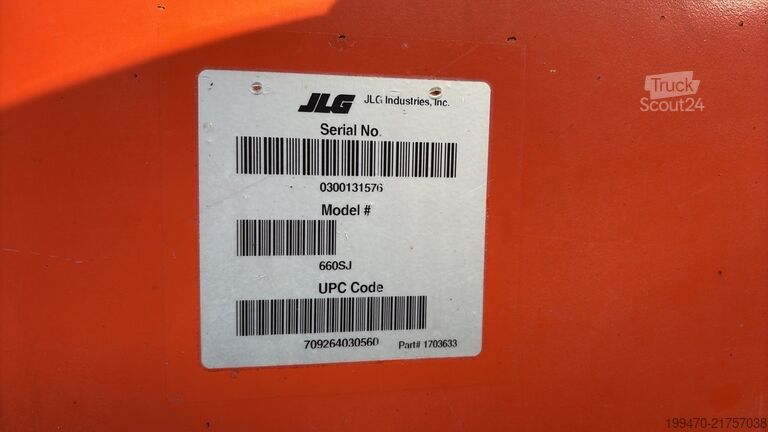 JLG JLG Industries, Inc.
Serial No.
0300131576
Model #
660SJ
UPC Code
709264030560 Part# 1703633
Truck
Scout24
199470-21757038